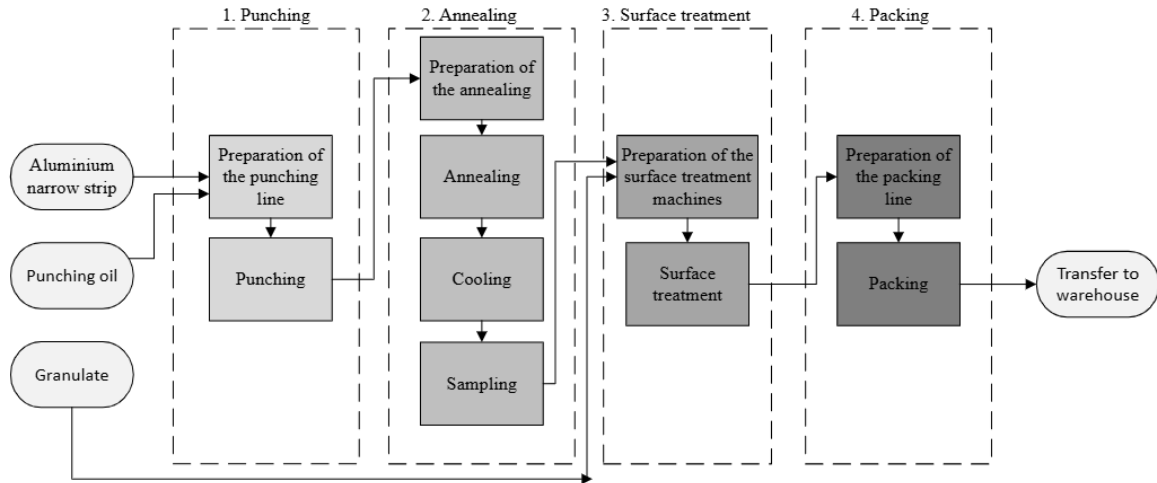 1. Punching
2. Annealing
3. Surface treatment
4. Packing
Aluminium
narrow strip
Punching oil
Granulate
Preparation of
the punching
line
Punching
Preparation of
the annealing
Annealing
Cooling
Sampling
Preparation of the
surface treatment
machines
Surface
treatment
Preparation of
the packing
line
Packing
Transfer to
warehouse